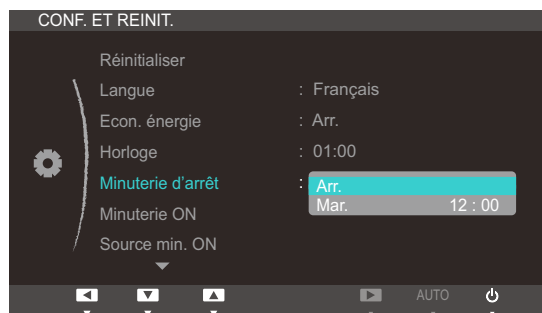 CONF. ET REINIT.
Réinitialiser
Langue : Français
Econ. énergie : Arr.
Horloge : 01:00
Minuterie d'arrêt : Arr.
Mar. 12 : 00
Minuterie ON
Source min. ON
AUTO